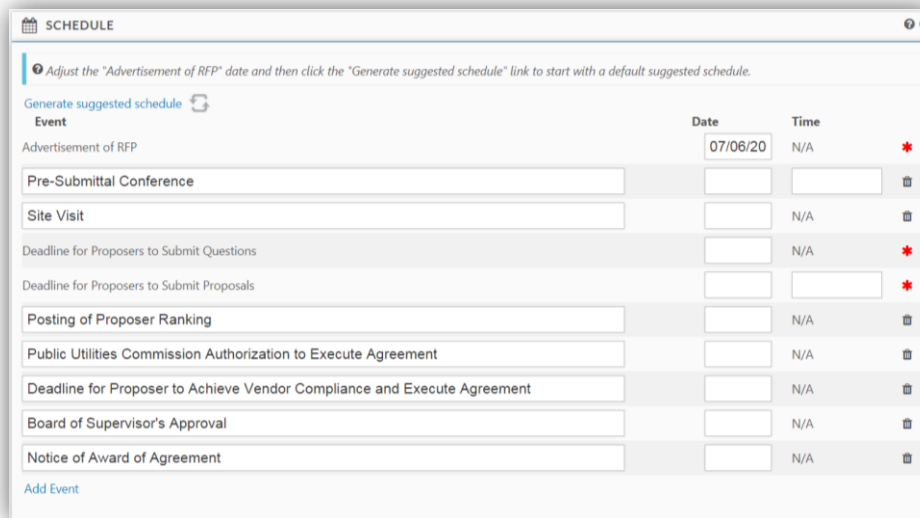 SCHEDULE
Adjust the "Advertisement of RFP" date and then click the "Generate suggested schedule" link to start with a default suggested schedule.
Generate suggested schedule
Event Date Time
Advertisement of RFP 07/06/20 N/A *
Pre-Submittal Conference
Site Visit N/A
Deadline for Proposers to Submit Questions N/A *
Deadline for Proposers to Submit Proposals *
Posting of Proposer Ranking N/A
Public Utilities Commission Authorization to Execute Agreement N/A
Deadline for Proposer to Achieve Vendor Compliance and Execute Agreement N/A
Board of Supervisor's Approval N/A
Notice of Award of Agreement N/A
Add Event